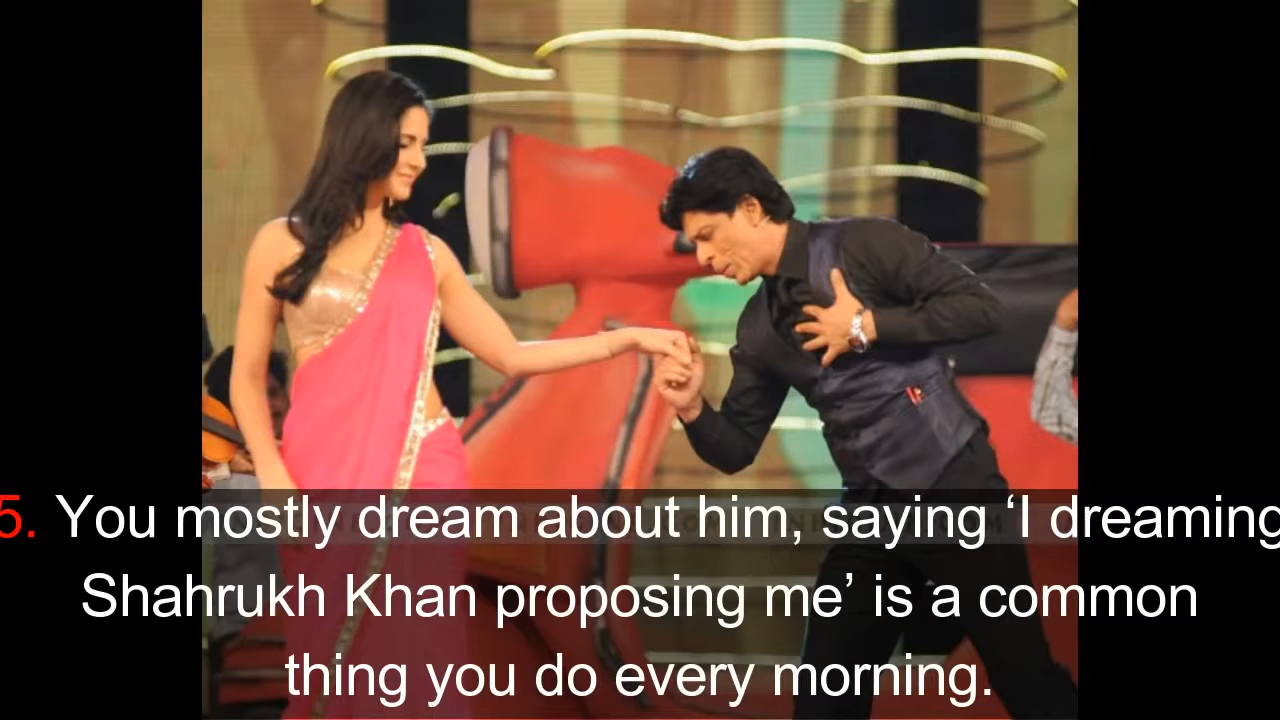 5. You mostly dream about him, saying ‘I dreaming
Shahrukh Khan proposing me’ is a common
thing you do every morning.